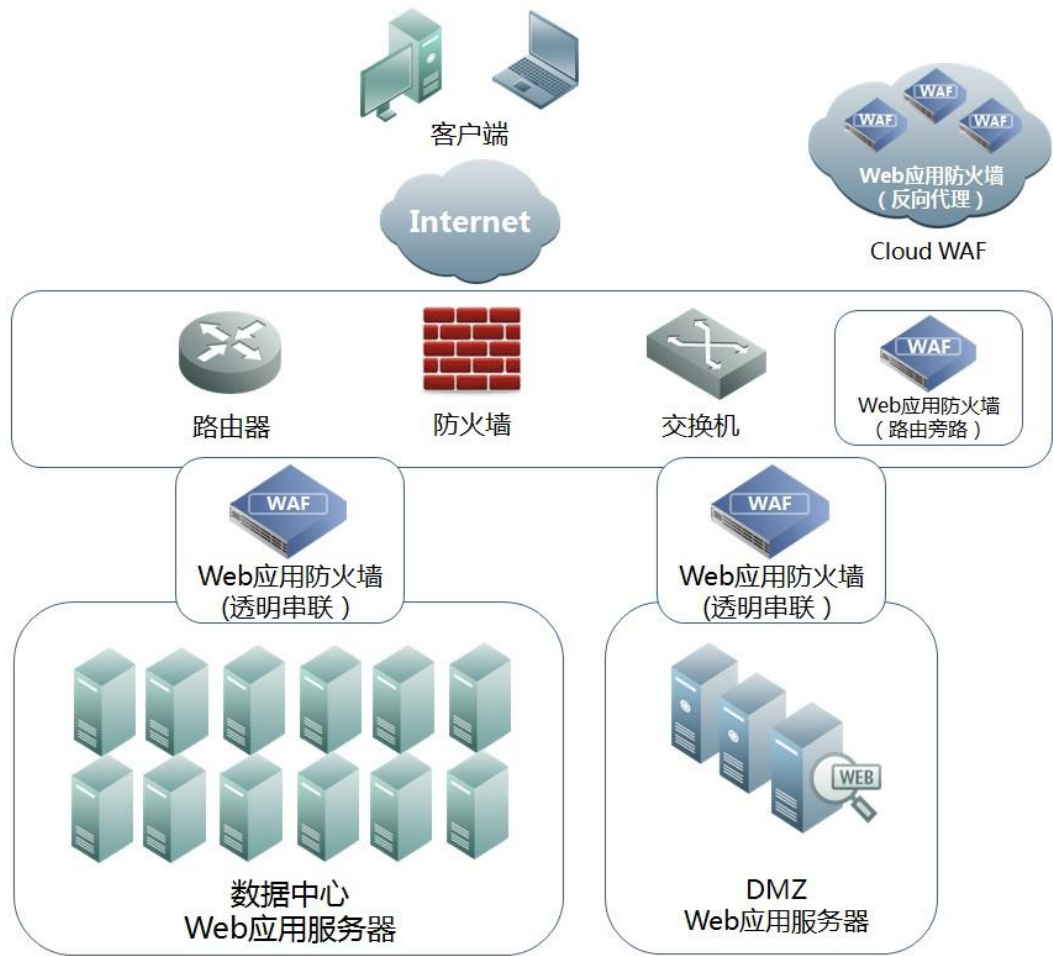 客户端
WAF
WAF
WAF
Web应用防火墙
（反向代理）
Cloud WAF
Internet
路由器
防火墙
交换机
WAF
Web应用防火墙
（路由旁路）
WAF
Web应用防火墙
(透明串联）
WAF
Web应用防火墙
(透明串联）
数据中心
Web应用服务器
WEB
DMZ
Web应用服务器